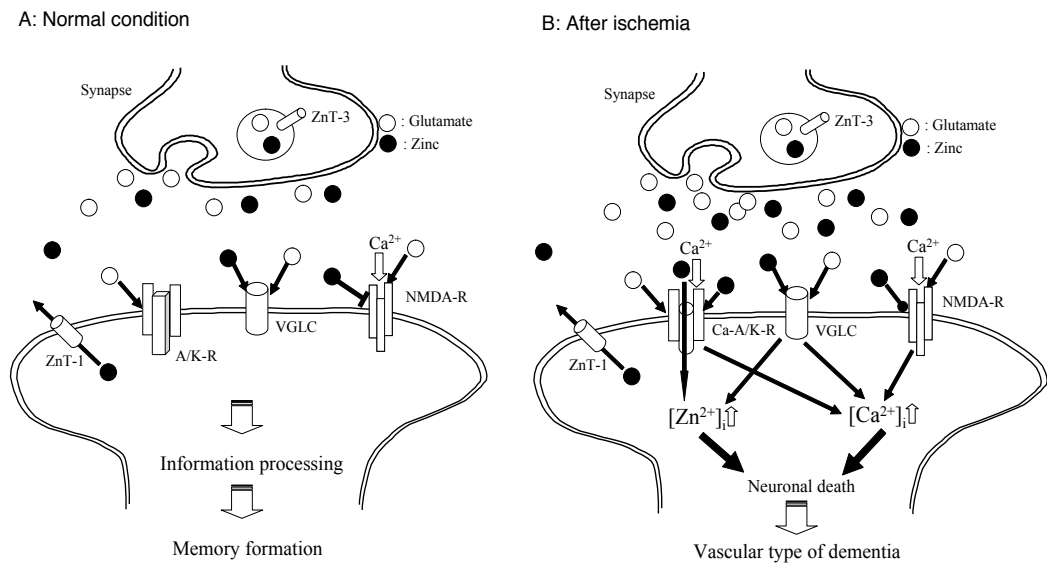 A: Normal condition
Synapse
ZnT-3
: Glutamate
: Zinc
Ca²⁺
NMDA-R
VGLC
A/K-R
ZnT-1
Information processing
Memory formation
B: After ischemia
Synapse
ZnT-3
: Glutamate
: Zinc
Ca²⁺
Ca²⁺
NMDA-R
Ca-A/K-R
VGLC
ZnT-1
[Zn²⁺]i
[Ca²⁺]i
Neuronal death
Vascular type of dementia